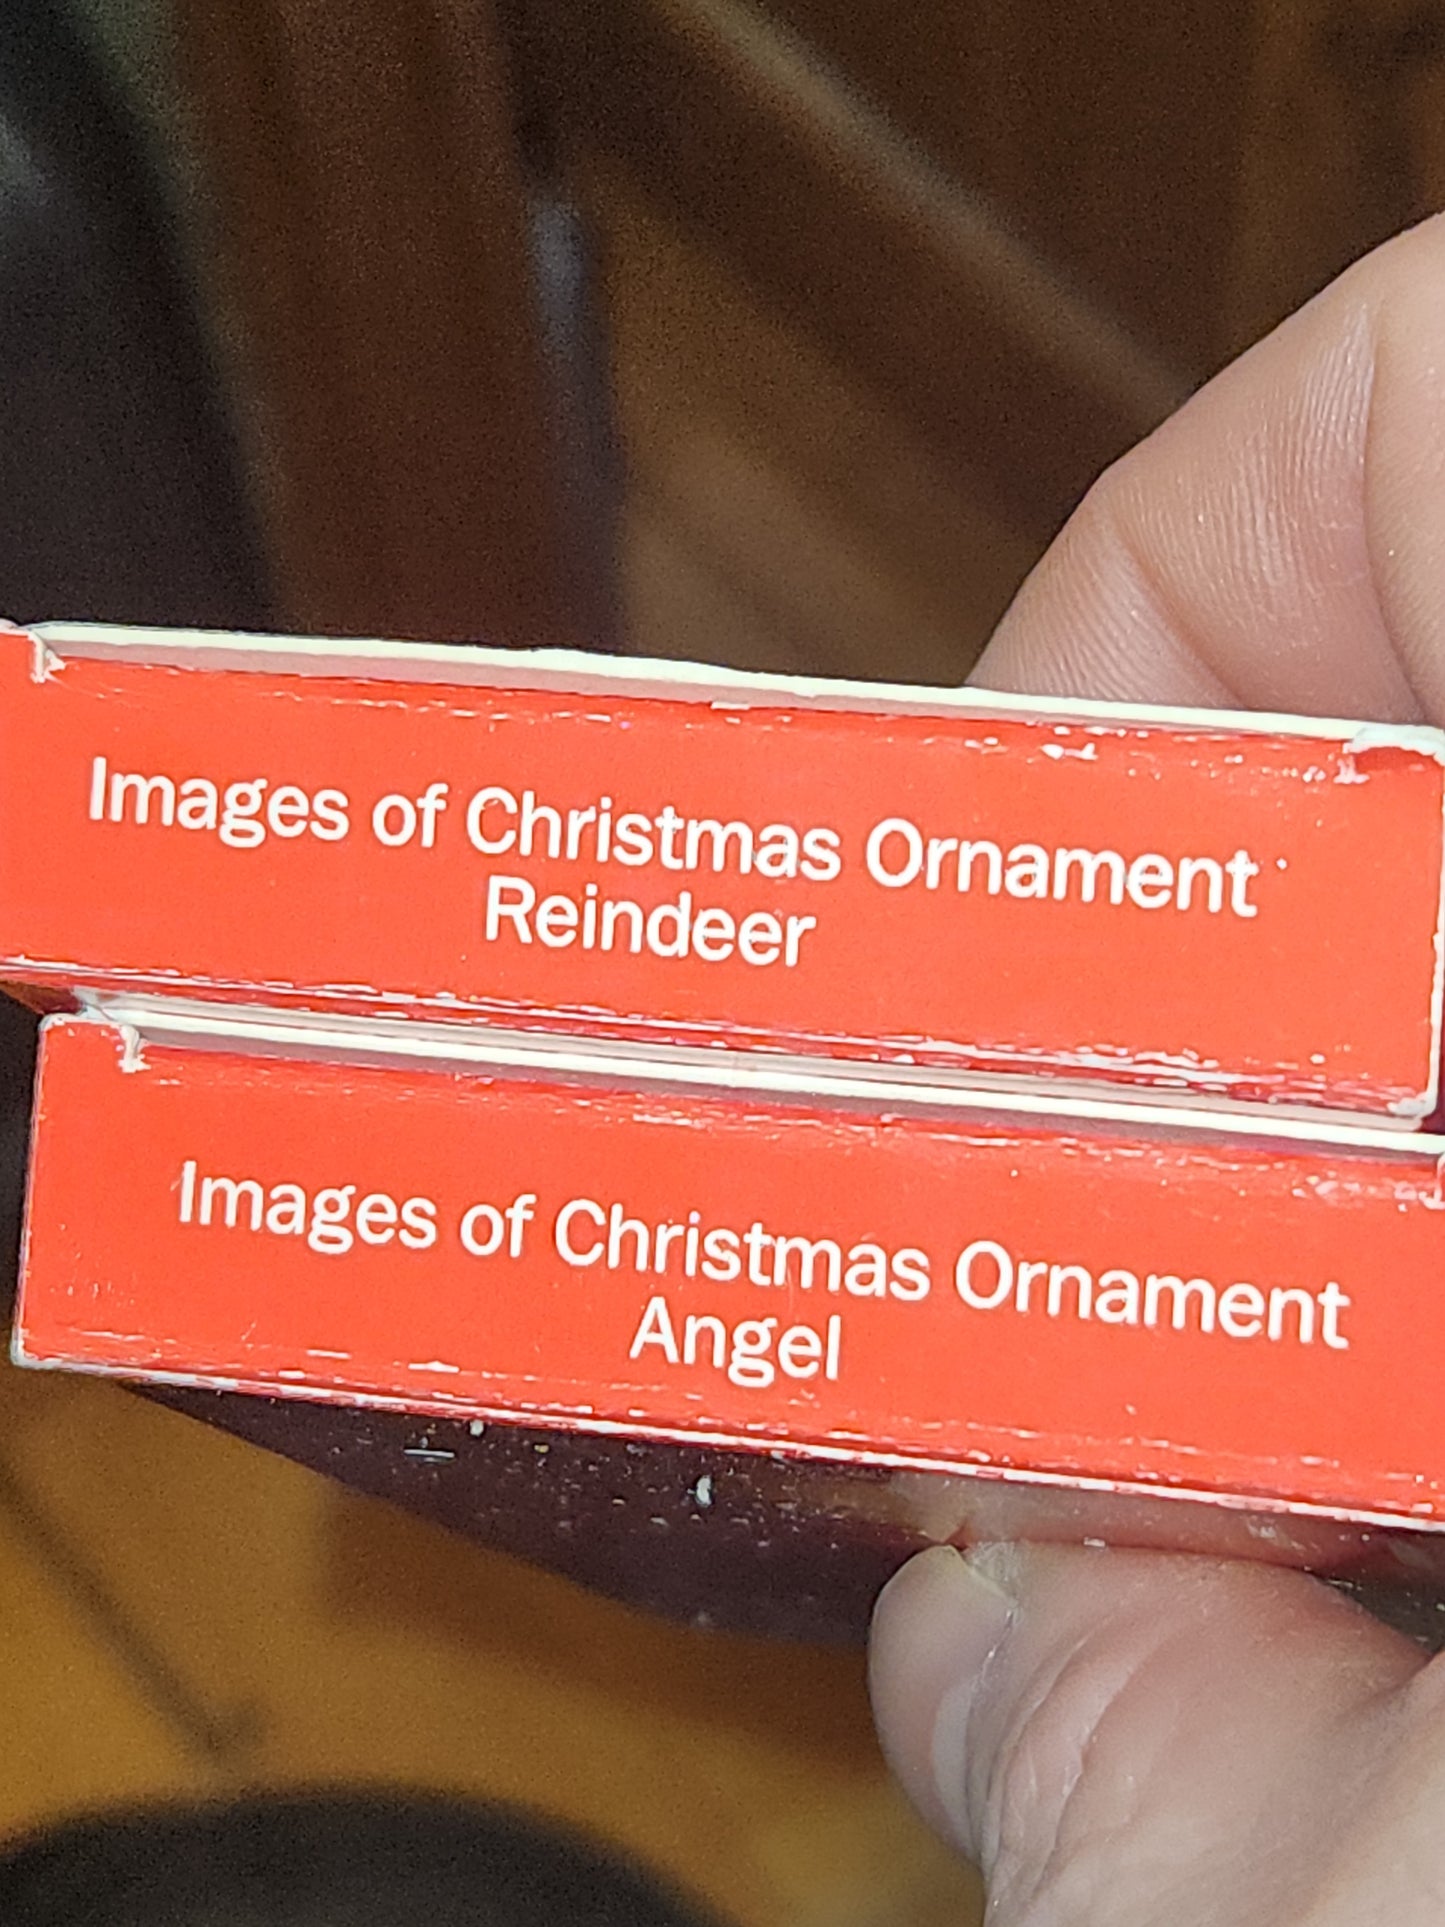 Images of Christmas Ornament
Reindeer
Images of Christmas Ornament
Angel